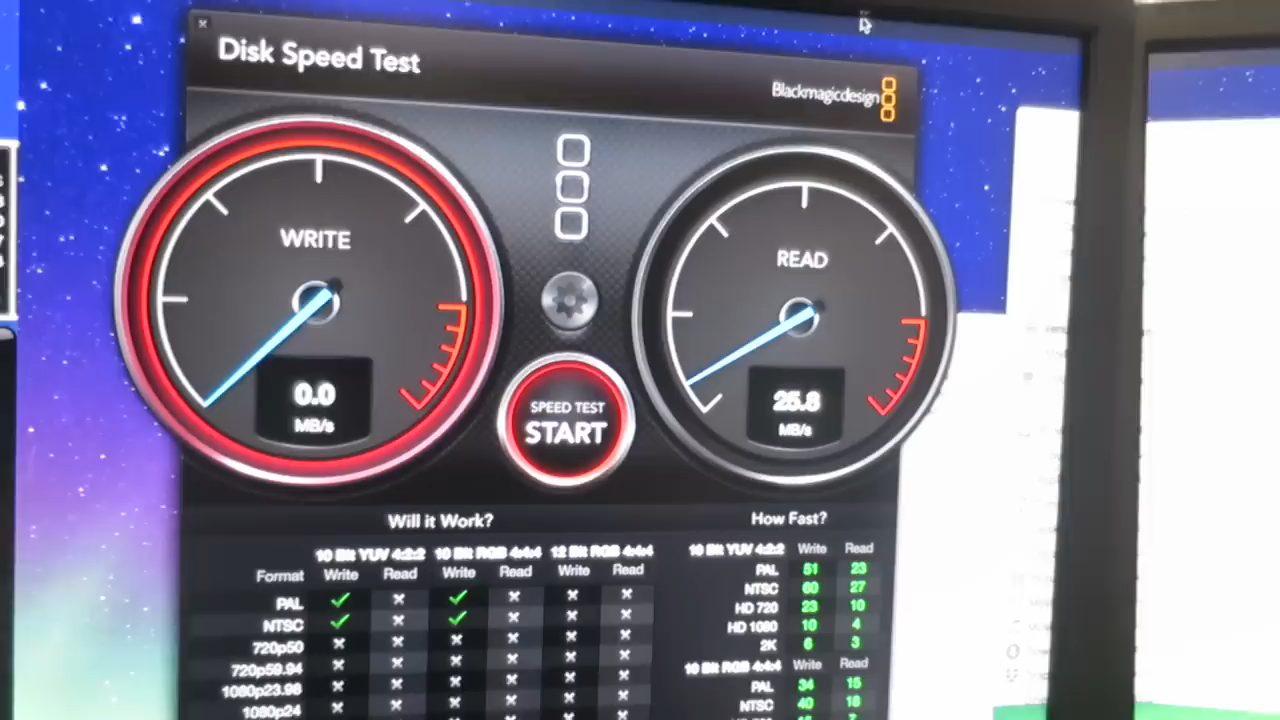 Disk Speed Test
Blackmagicdesign
WRITE
READ
0.0
MB/s
25.8
MB/s
SPEED TEST
START
Will it Work?
How Fast?
10 Bit YUV 4:2:2 10 Bit RGB 4:4:4 12 Bit RGB 4:4:4
Format Write Read Write Read Write Read
PAL ✓ ✗ ✓ ✗ ✗ ✗
NTSC ✓ ✗ ✓ ✗ ✗ ✗
720p50 ✗ ✗ ✗ ✗ ✗ ✗
720p59.94 ✗ ✗ ✗ ✗ ✗ ✗
1080p23.98 ✗ ✗ ✗ ✗ ✗ ✗
1080p24 ✗ ✗ ✗ ✗ ✗ ✗
10 Bit YUV 4:2:2 Write Read
PAL 51 23
NTSC 60 27
HD 720 23 10
HD 1080 10 4
2K 6 3
10 Bit RGB 4:4:4 Write Read
PAL 34 15
NTSC 40 18